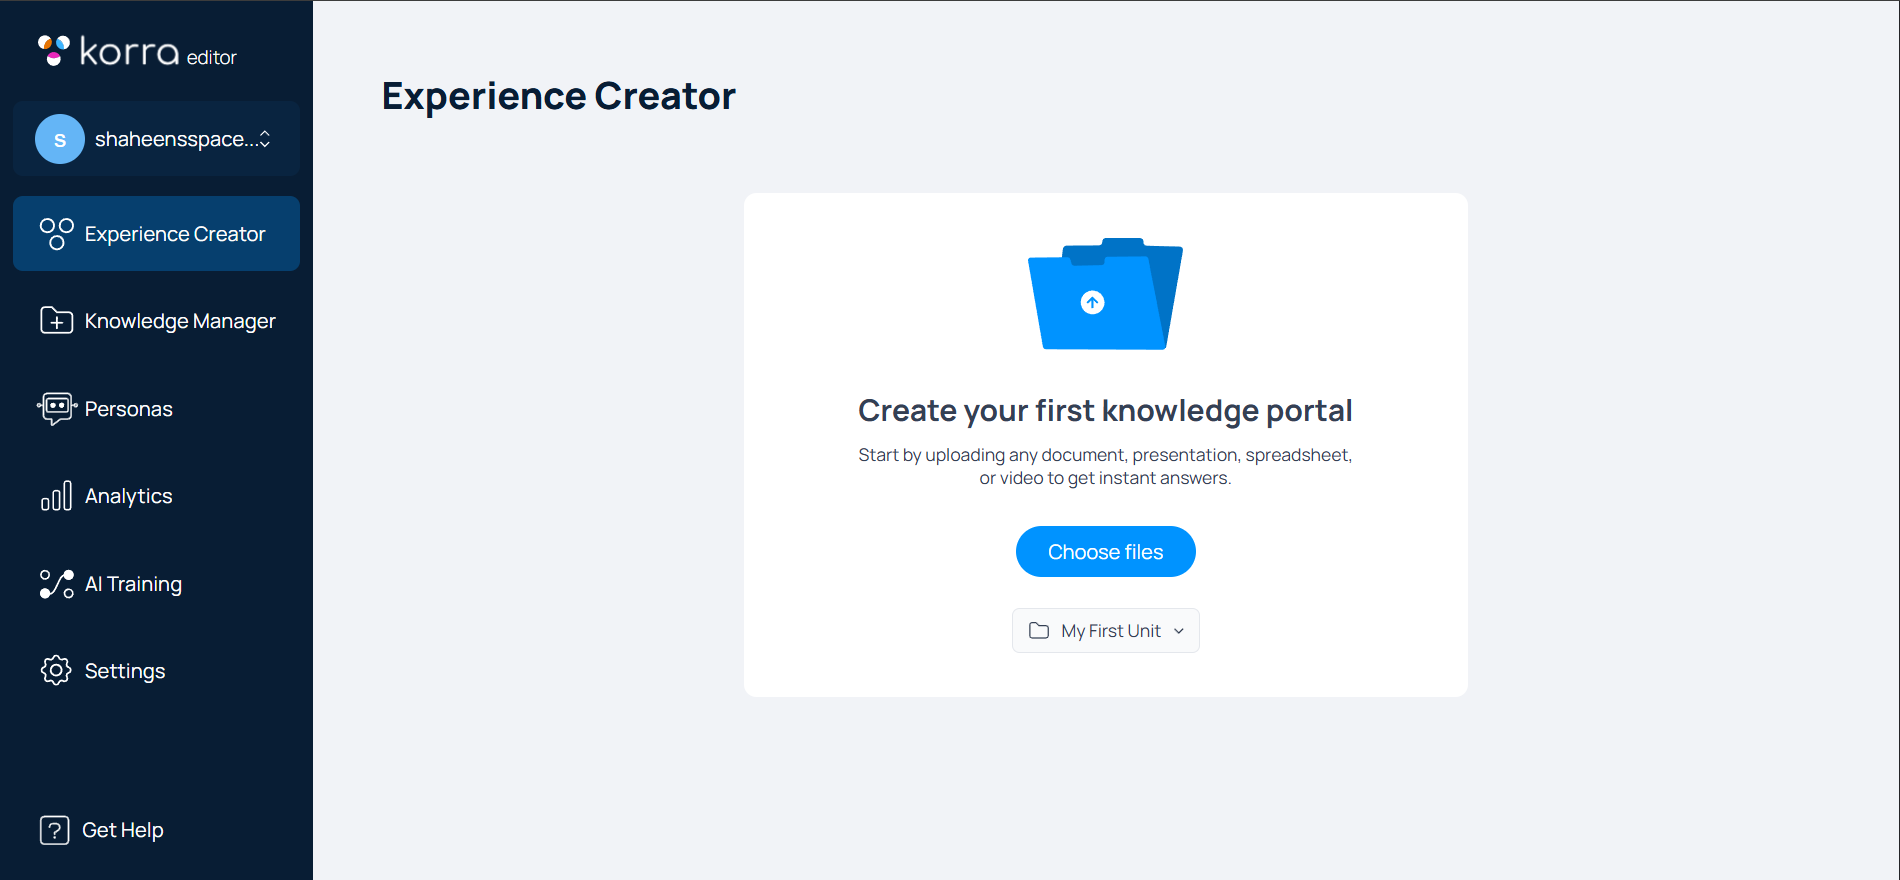 korra editor
s
shaheensspace...
Experience Creator
Knowledge Manager
Personas
Analytics
AI Training
Settings
Get Help
Experience Creator
Create your first knowledge portal
Start by uploading any document, presentation, spreadsheet,
or video to get instant answers.
Choose files
My First Unit